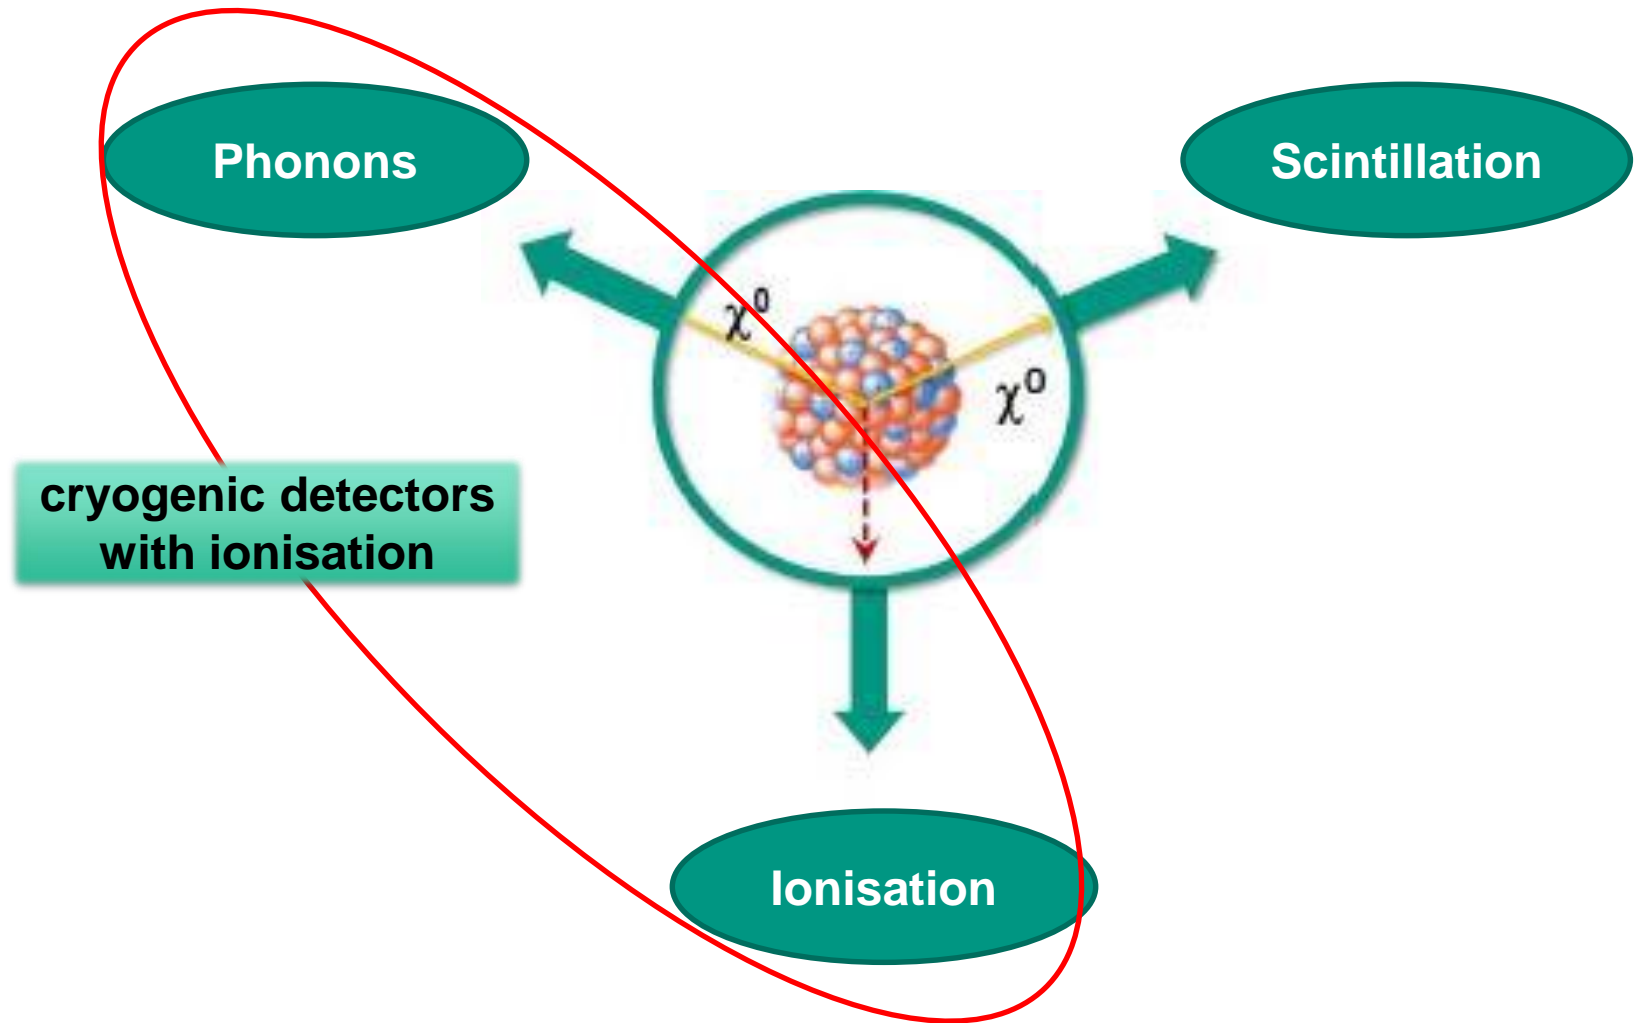 Phonons
Scintillation
χ⁰
χ⁰
cryogenic detectors
with ionisation
Ionisation